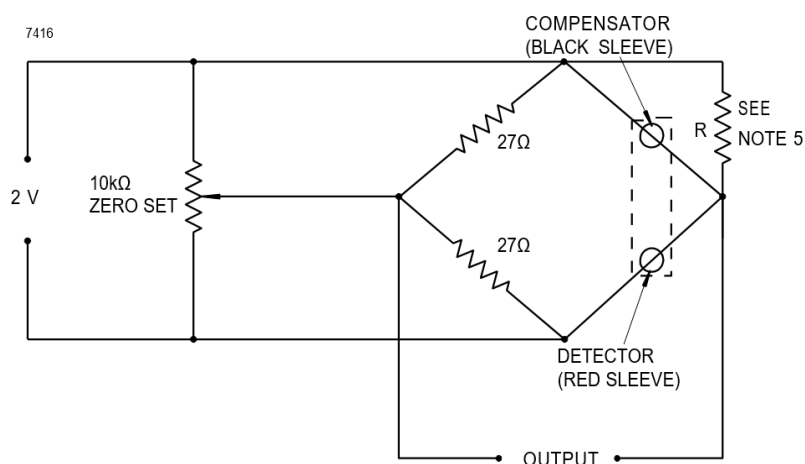 7416
COMPENSATOR
(BLACK SLEEVE)
SEE
NOTE 5
R
27Ω
10kΩ
ZERO SET
2 V
27Ω
DETECTOR
(RED SLEEVE)
OUTPUT